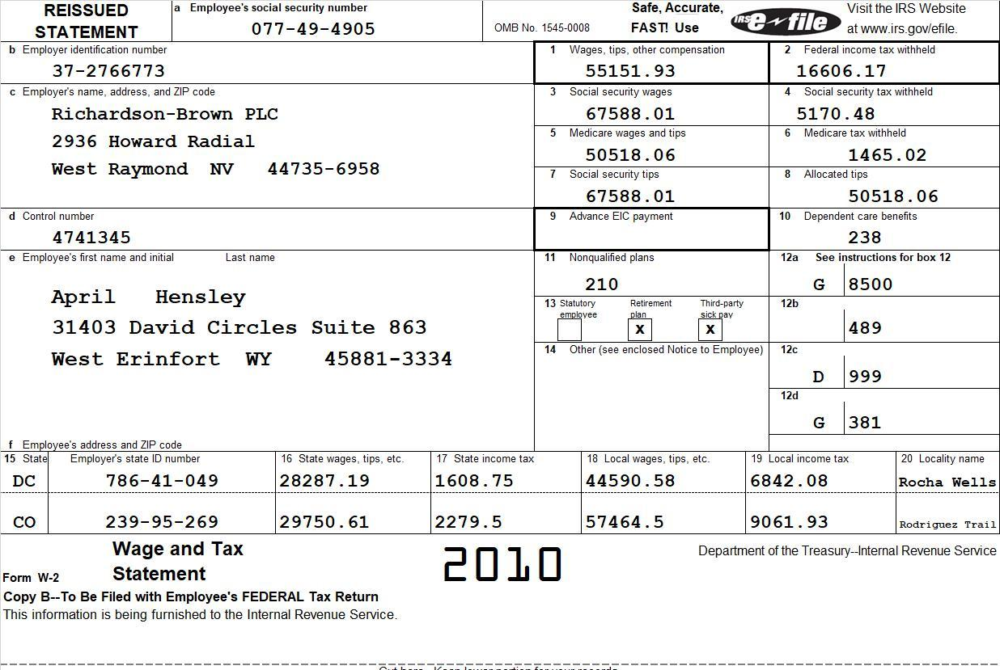 REISSUED
STATEMENT
a Employee's social security number
077-49-4905
OMB No. 1545-0008
Safe, Accurate,
FAST! Use
IRS e-file
Visit the IRS Website
at www.irs.gov/efile.
b Employer identification number
37-2766773
1 Wages, tips, other compensation
55151.93
2 Federal income tax withheld
16606.17
c Employer's name, address, and ZIP code
Richardson-Brown PLC
2936 Howard Radial
West Raymond NV 44735-6958
3 Social security wages
67588.01
4 Social security tax withheld
5170.48
5 Medicare wages and tips
50518.06
6 Medicare tax withheld
1465.02
7 Social security tips
67588.01
8 Allocated tips
50518.06
d Control number
4741345
9 Advance EIC payment
10 Dependent care benefits
238
e Employee's first name and initial Last name
April Hensley
31403 David Circles Suite 863
West Erinfort WY 45881-3334
11 Nonqualified plans
210
12a See instructions for box 12
G 8500
13 Statutory employee
Retirement plan
Third-party sick pay
X X
12b
489
14 Other (see enclosed Notice to Employee)
12c
D 999
12d
G 381
f Employee's address and ZIP code
15 State Employer's state ID number 16 State wages, tips, etc. 17 State income tax 18 Local wages, tips, etc. 19 Local income tax 20 Locality name
DC 786-41-049 28287.19 1608.75 44590.58 6842.08 Rocha Wells
CO 239-95-269 29750.61 2279.5 57464.5 9061.93 Rodriguez Trail
Form W-2
Wage and Tax
Statement
2010
Department of the Treasury--Internal Revenue Service
Copy B--To Be Filed with Employee's FEDERAL Tax Return
This information is being furnished to the Internal Revenue Service.